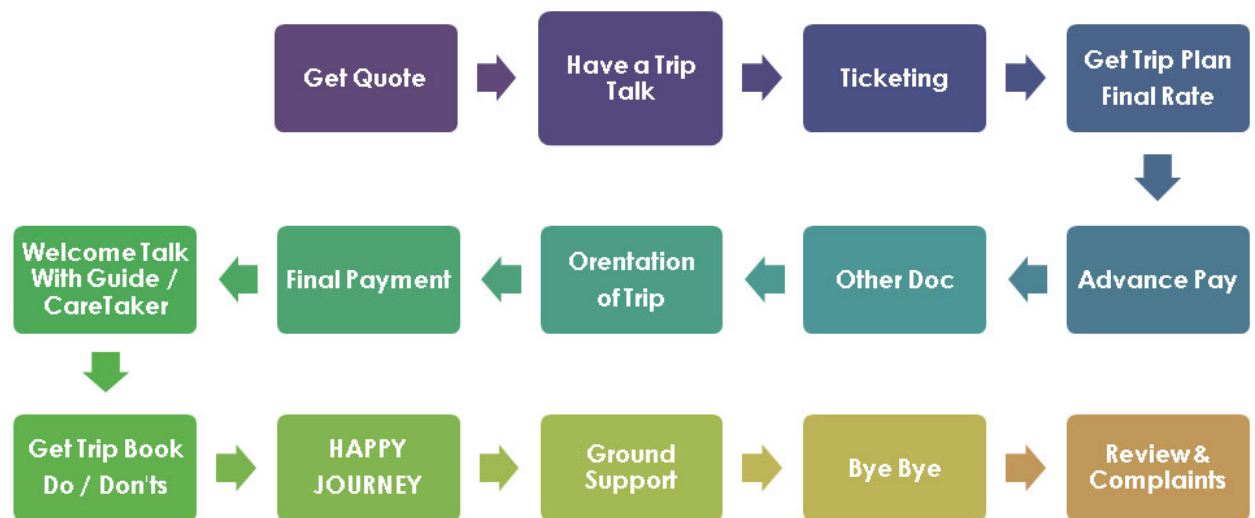 Get Quote
Have a Trip
Talk
Ticketing
Get Trip Plan
Final Rate
Advance Pay
Other Doc
Orentation
of Trip
Final Payment
Welcome Talk
With Guide /
CareTaker
Get Trip Book
Do / Don'ts
HAPPY
JOURNEY
Ground
Support
Bye Bye
Review &
Complaints